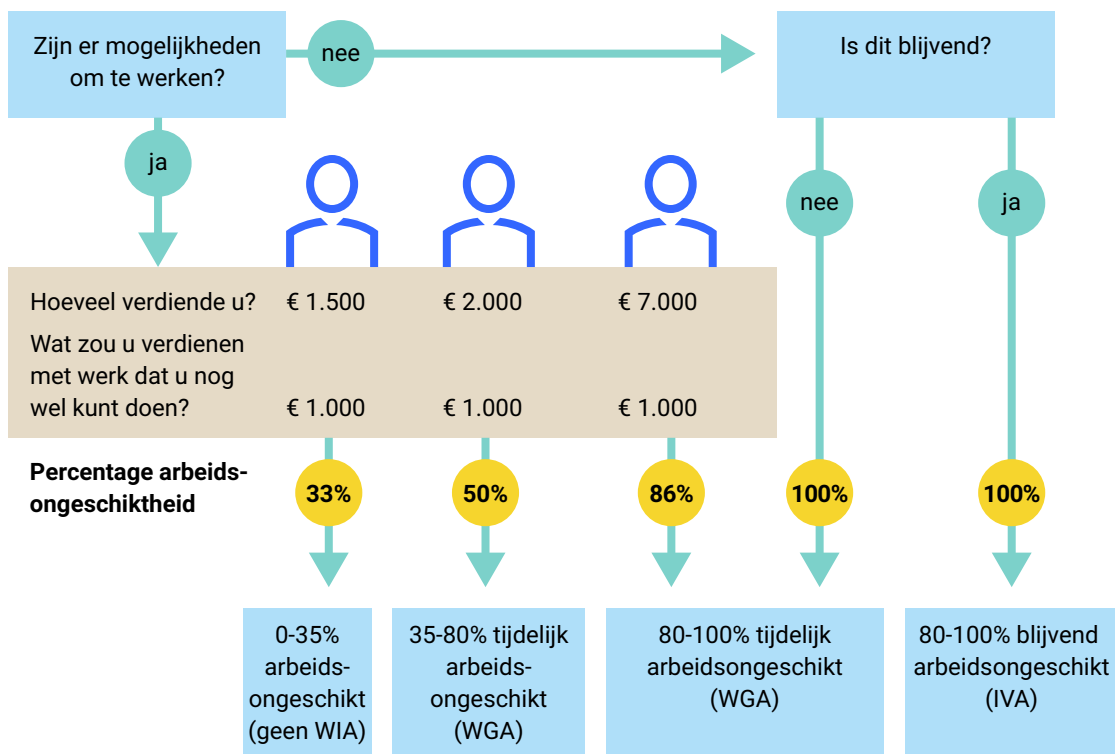 Zijn er mogelijkheden
om te werken?
nee
Is dit blijvend?
ja
nee
ja
Hoeveel verdiende u?
€ 1.500
€ 2.000
€ 7.000
Wat zou u verdienen
met werk dat u nog
wel kunt doen?
€ 1.000
€ 1.000
€ 1.000
Percentage arbeids-
ongeschiktheid
33%
50%
86%
100%
100%
0-35%
arbeids-
ongeschikt
(geen WIA)
35-80% tijdelijk
arbeids-
ongeschikt
(WGA)
80-100% tijdelijk
arbeidsongeschikt
(WGA)
80-100% blijvend
arbeidsongeschikt
(IVA)